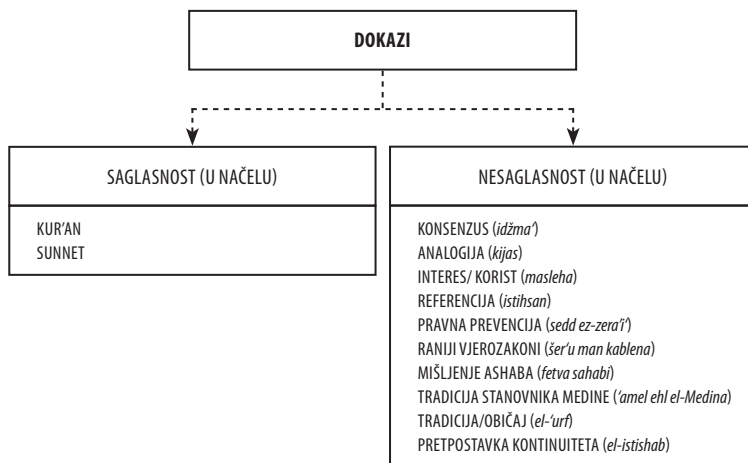 DOKAZI
SAGLASNOST (U NAČELU)
KUR'AN
SUNNET
NESAGLASNOST (U NAČELU)
KONSENZUS (idžma')
ANALOGIJA (kijas)
INTERES/ KORIST (masleha)
REFERENCIJA (istihsan)
PRAVNA PREVENCIJA (sedd ez-zera'i')
RANIJI VJEROZAKONI (šer'u man kablena)
MIŠLJENJE ASHABA (fetva sahabi)
TRADICIJA STANOVNIKA MEDINE ('amel ehl el-Medina)
TRADICIJA/OBIČAJ (el-'urf)
PRETPOSTAVKA KONTINUITETA (el-istishab)